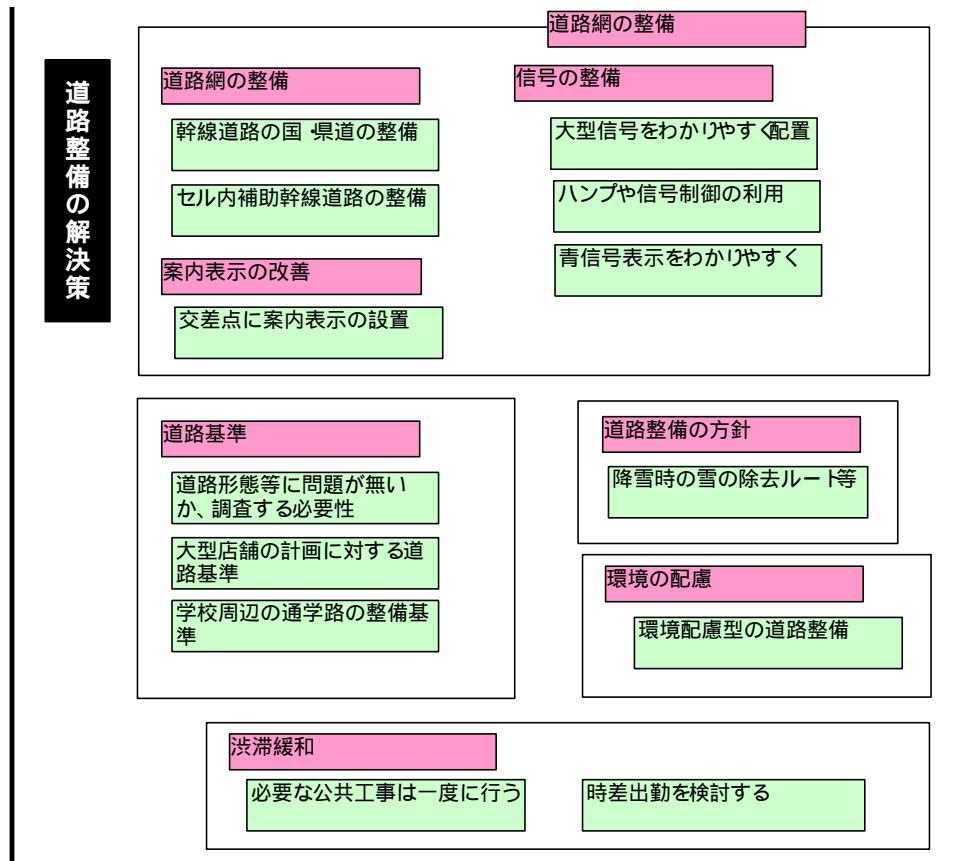 道路整備の解決策
道路網の整備
道路網の整備
幹線道路の国・県道の整備
セル内補助幹線道路の整備
案内表示の改善
交差点に案内表示の設置
信号の整備
大型信号をわかりやすく配置
ハンプや信号制御の利用
青信号表示をわかりやすく
道路基準
道路形態等に問題が無い
か、調査する必要性
大型店舗の計画に対する道
路基準
学校周辺の通学路の整備基
準
道路整備の方針
降雪時の雪の除去ルート等
環境の配慮
環境配慮型の道路整備
渋滞緩和
必要な公共工事は一度に行う
時差出勤を検討する